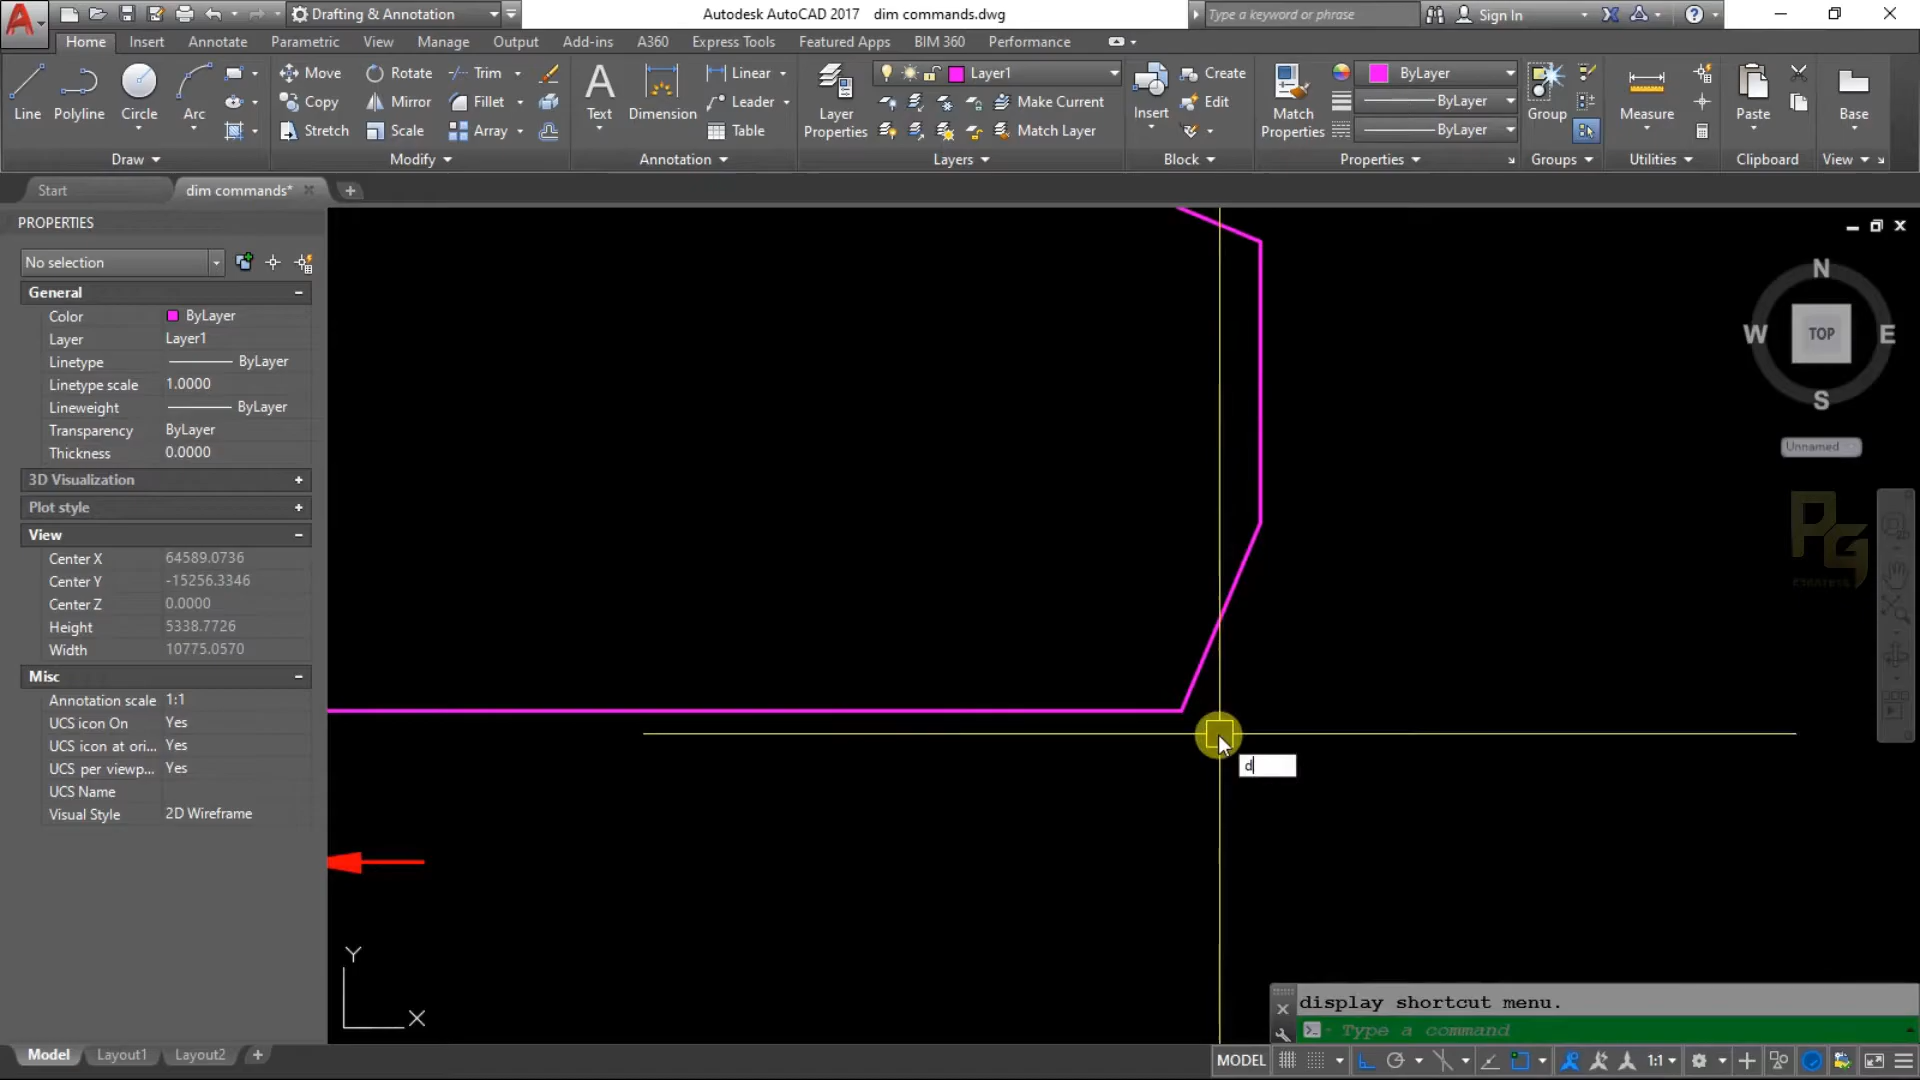 Drafting & Annotation
Autodesk AutoCAD 2017 dim commands.dwg
Type a keyword or phrase
Sign In
Home Insert Annotate Parametric View Manage Output Add-ins A360 Express Tools Featured Apps BIM 360 Performance
Line Polyline Circle Arc
Move Rotate Trim
Copy Mirror Fillet
Stretch Scale Array
Text Dimension
Linear
Leader
Table
Layer Properties
Layer1
Make Current
Match Layer
Insert
Create
Edit
Match Properties
ByLayer
ByLayer
ByLayer
Group
Measure
Paste
Base
Draw Modify Annotation Layers Block Properties Groups Utilities Clipboard View
Start dim commands*
PROPERTIES
No selection
General
Color ByLayer
Layer Layer1
Linetype ByLayer
Linetype scale 1.0000
Lineweight ByLayer
Transparency ByLayer
Thickness 0.0000
3D Visualization
Plot style
View
Center X 64589.0736
Center Y -15256.3346
Center Z 0.0000
Height 5338.7726
Width 10775.0570
Misc
Annotation scale 1:1
UCS icon On Yes
UCS icon at ori... Yes
UCS per viewp... Yes
UCS Name
Visual Style 2D Wireframe
N
W TOP E
S
Unnamed
PG
d
Y
X
display shortcut menu.
Type a command
Model Layout1 Layout2
MODEL 1:1